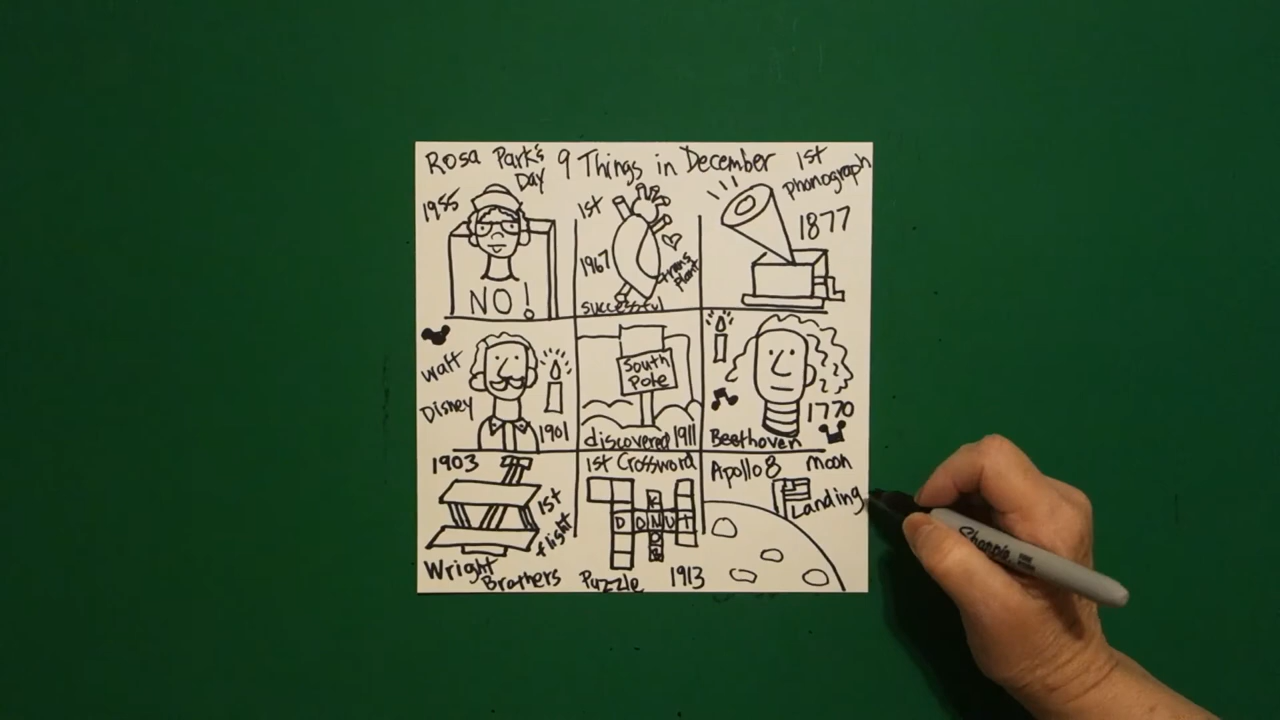 Rosa Park's
Day
9 Things in December
1st
phonograph
1955
NO!
1st
1967
trans
plant
successful
1877
Walt
Disney
1901
South
Pole
discovered 1911
1770
Beethoven
1903
1st
flight
Wright
Brothers
1st Crossword
DONUT
Puzzle
1913
Apollo 8
Moon
Landing
Sharpie